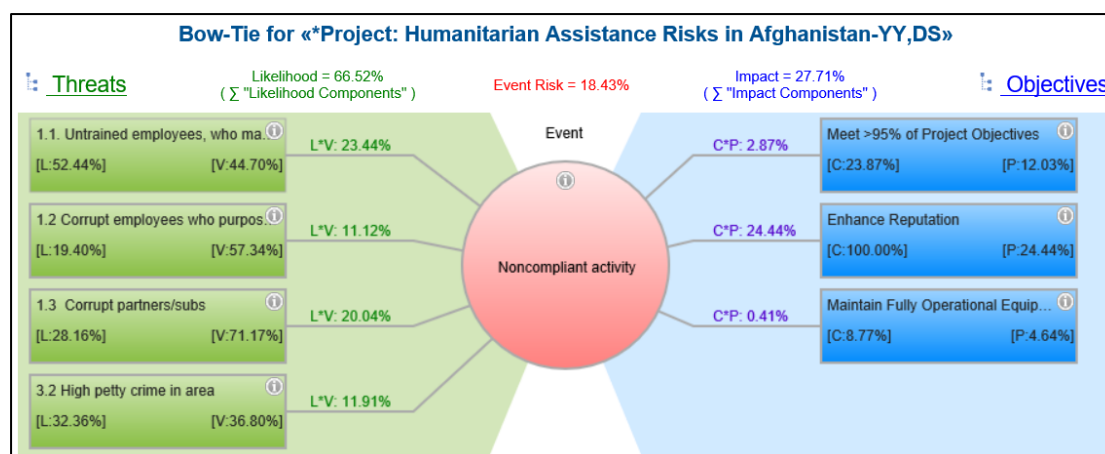 Bow-Tie for «*Project: Humanitarian Assistance Risks in Afghanistan-YY,DS»
Threats
Likelihood = 66.52%
( ∑ "Likelihood Components" )
Event Risk = 18.43%
Impact = 27.71%
( ∑ "Impact Components" )
Objectives
1.1. Untrained employees, who ma...
[L:52.44%] [V:44.70%]
L*V: 23.44%
1.2 Corrupt employees who purpos...
[L:19.40%] [V:57.34%]
L*V: 11.12%
1.3 Corrupt partners/subs
[L:28.16%] [V:71.17%]
L*V: 20.04%
3.2 High petty crime in area
[L:32.36%] [V:36.80%]
L*V: 11.91%
Event
Noncompliant activity
C*P: 2.87%
Meet >95% of Project Objectives
[C:23.87%] [P:12.03%]
C*P: 24.44%
Enhance Reputation
[C:100.00%] [P:24.44%]
C*P: 0.41%
Maintain Fully Operational Equip...
[C:8.77%] [P:4.64%]